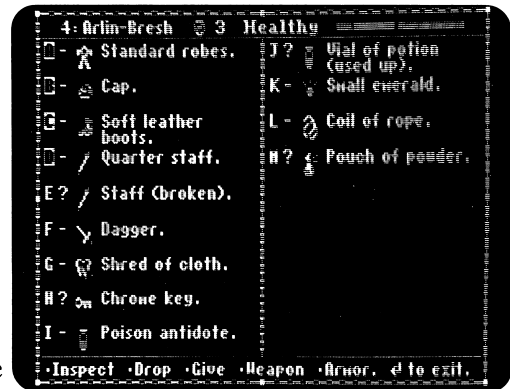 4: Arlin-Bresh 3 Healthy
A - Standard robes.
B - Cap.
C - Soft leather
boots.
D - Quarter staff.
E ? Staff (broken).
F - Dagger.
G - Shred of cloth.
H ? Chrome key.
I - Poison antidote.
J ? Vial of potion
(used up).
K - Small emerald.
L - Coil of rope.
M ? Pouch of powder.
·Inspect ·Drop ·Give ·Weapon ·Armor. ↵ to exit.
e